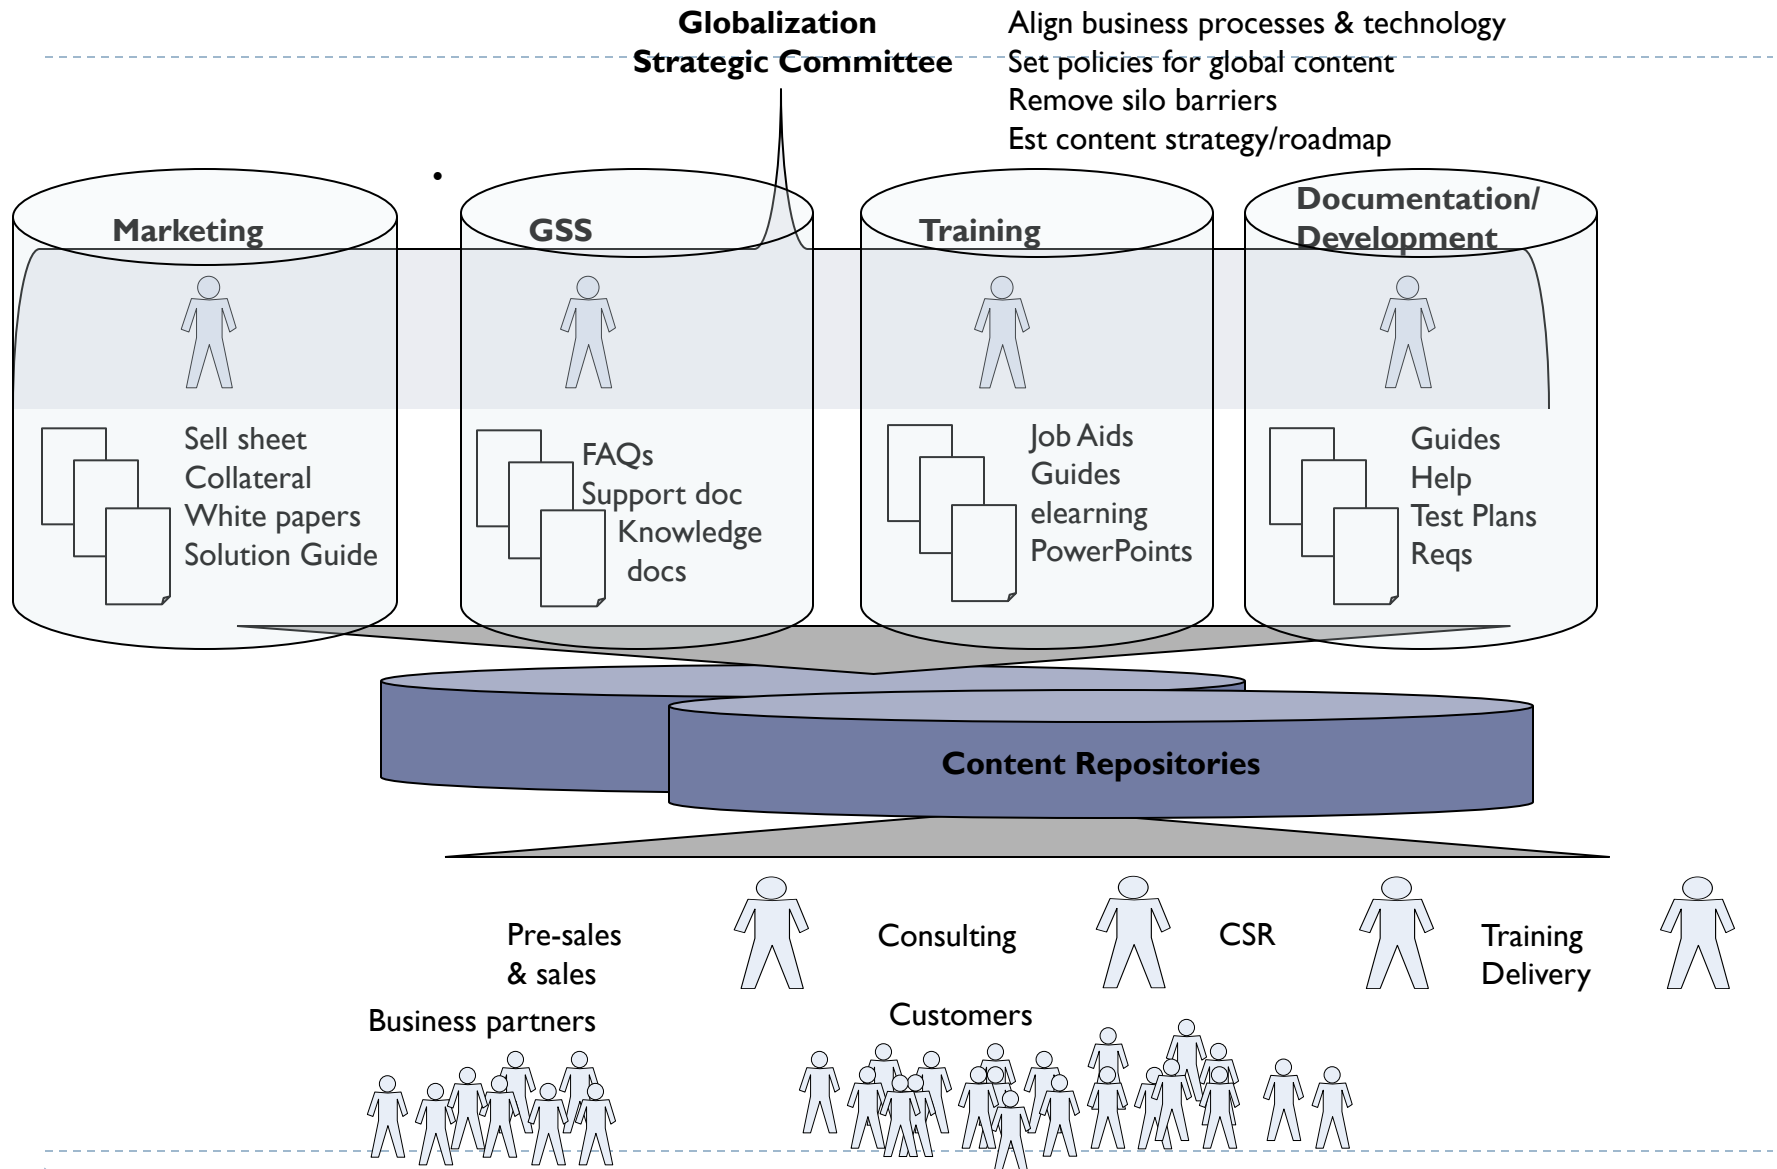 Globalization
Strategic Committee
Align business processes & technology
Set policies for global content
Remove silo barriers
Est content strategy/roadmap
•
Marketing
GSS
Training
Documentation/
Development
Sell sheet
Collateral
White papers
Solution Guide
FAQs
Support doc
Knowledge
docs
Job Aids
Guides
elearning
PowerPoints
Guides
Help
Test Plans
Reqs
Content Repositories
Pre-sales
& sales
Consulting
CSR
Training
Delivery
Business partners
Customers